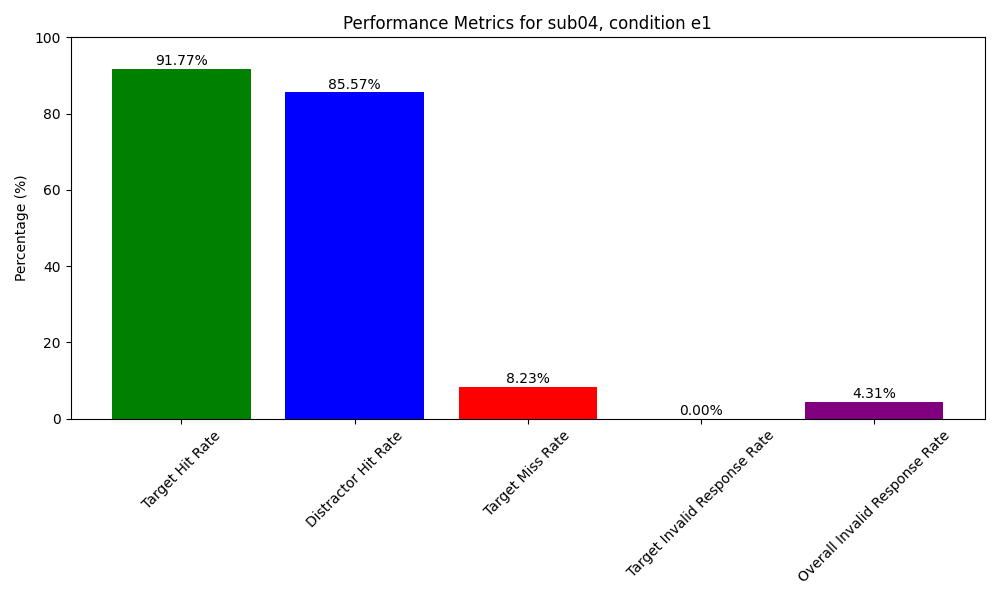 Performance Metrics for sub04, condition e1
Percentage (%)
100
80
60
40
20
0
91.77%
85.57%
8.23%
0.00%
4.31%
Target Hit Rate
Distractor Hit Rate
Target Miss Rate
Target Invalid Response Rate
Overall Invalid Response Rate